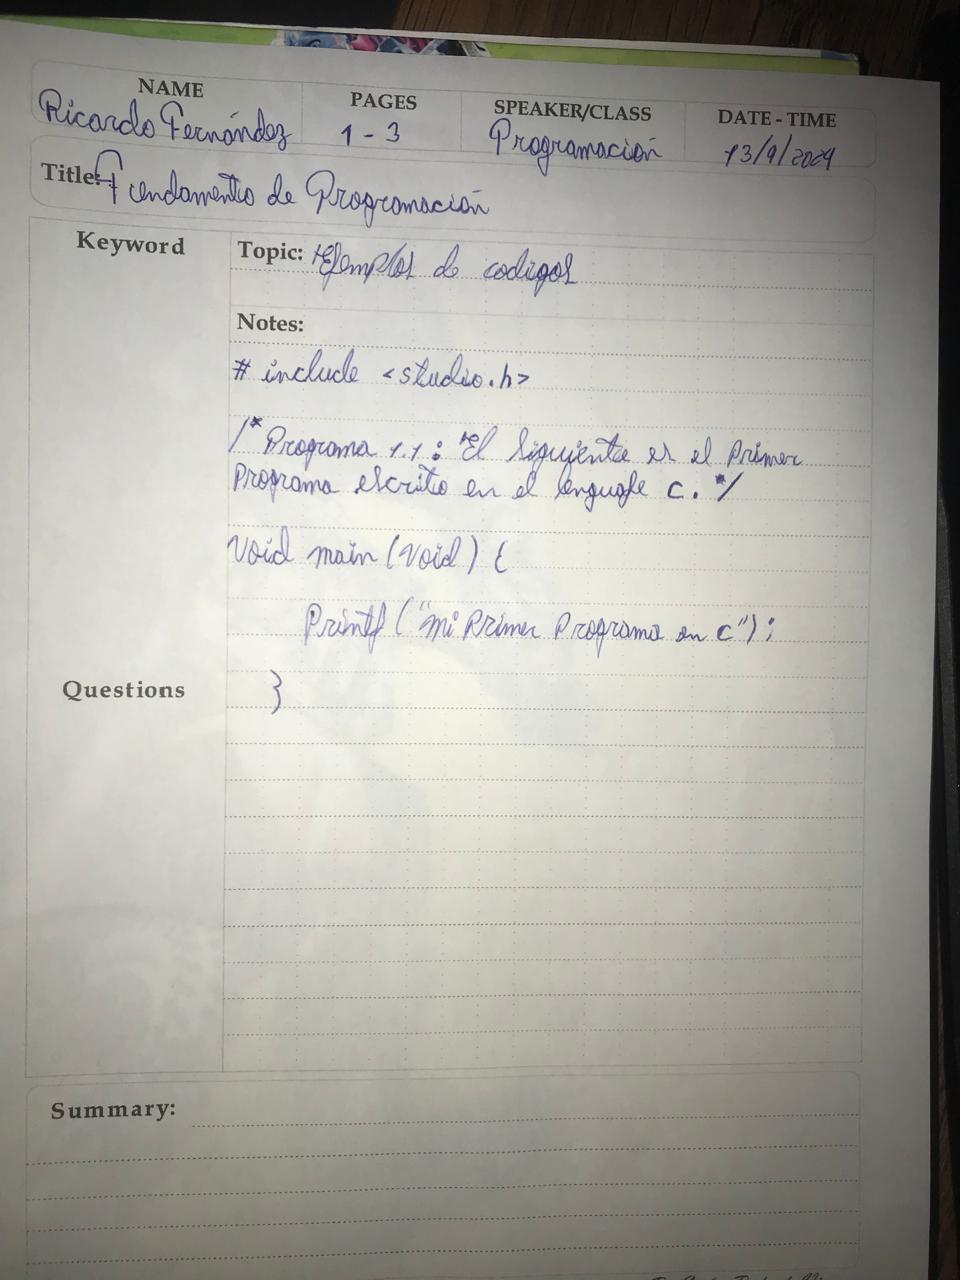 NAME
PAGES
SPEAKER/CLASS
DATE - TIME
Ricardo Fernández
1 - 3
Programación
13/9/2024
Title: Fundamento de Programación
Keyword
Topic: Ejemplos de codigos
Notes:
# include <studio.h>
/* Programa 1.1: El siguiente es el primer
programa escrito en el lenguaje c. */
Void main (void) {
Printf ("mi primer programa en c");
}
Questions
Summary: